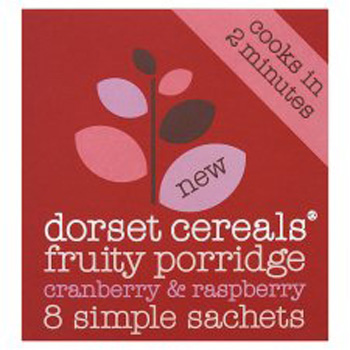 cooks in
2 minutes
new
dorset cereals®
fruity porridge
cranberry & raspberry
8 simple sachets